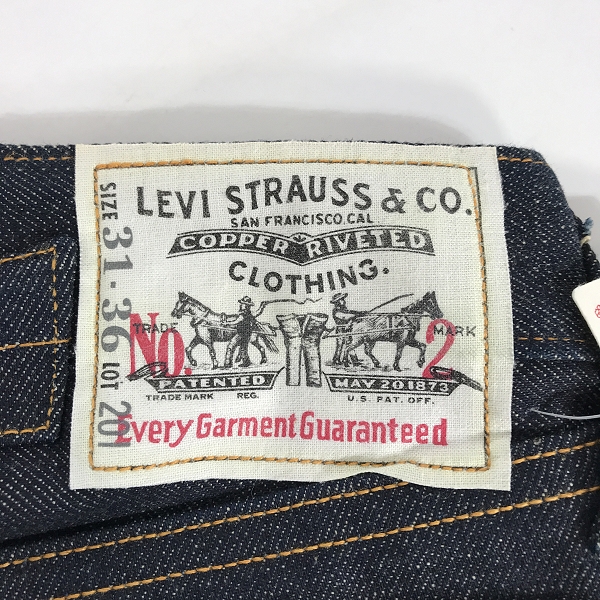 LEVI STRAUSS & CO.
SAN FRANCISCO, CAL
COPPER RIVETED
CLOTHING.
TRADE MARK
No. 2
PATENTED MAY 20 1873
TRADE MARK REG. U.S. PAT. OFF.
Every Garment Guaranteed
SIZE 31·36 LOT 201